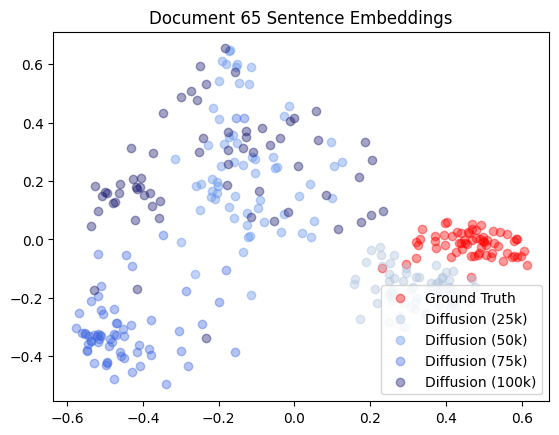 Document 65 Sentence Embeddings
0.6
0.4
0.2
0.0
−0.2
−0.4
Ground Truth
Diffusion (25k)
Diffusion (50k)
Diffusion (75k)
Diffusion (100k)
−0.6 −0.4 −0.2 0.0 0.2 0.4 0.6